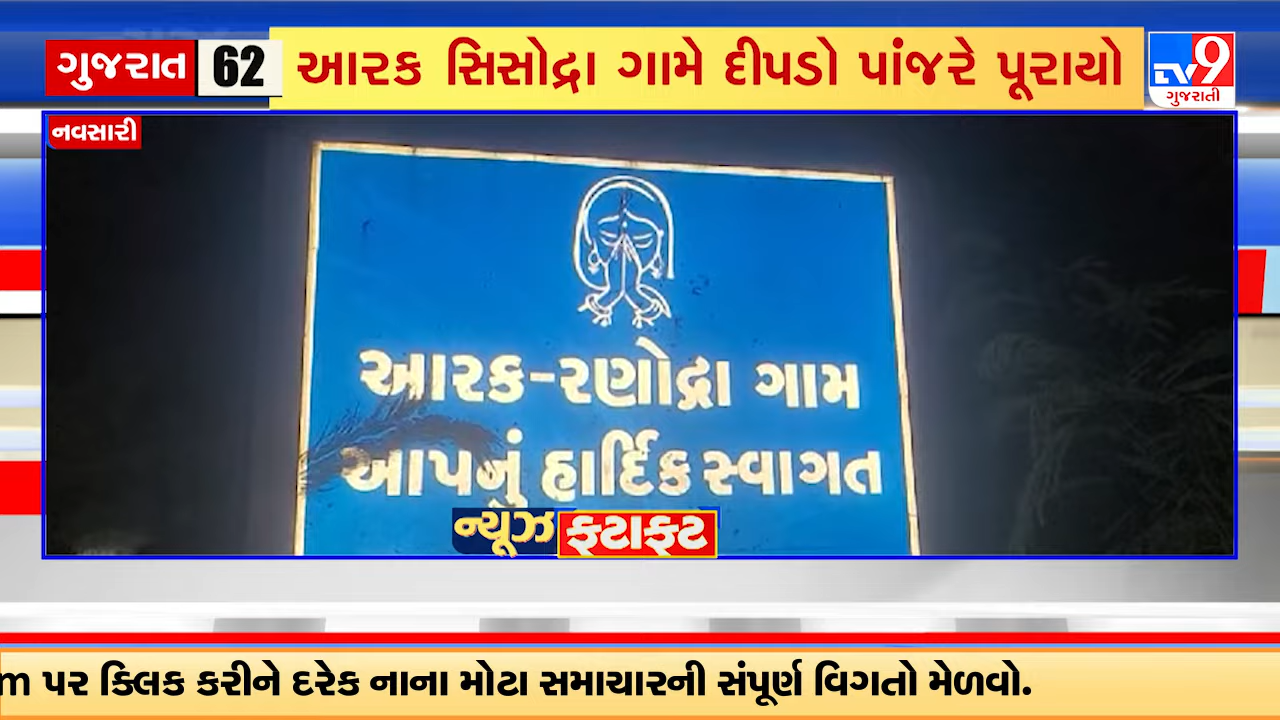 ગુજરાત 62 આરક સિસોદ્રા ગામે દીપડો પાંજરે પૂરાયો
TV9
ગુજરાતી
નવસારી
આરક-રણોદ્રા ગામ
આપનું હાર્દિક સ્વાગત
ન્યૂઝ ફટાફટ
m પર ક્લિક કરીને દરેક નાના મોટા સમાચારની સંપૂર્ણ વિગતો મેળવો.